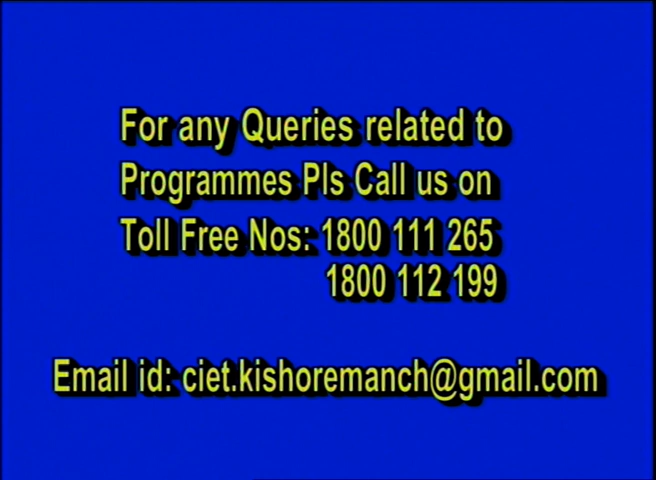 For any Queries related to
Programmes Pls Call us on
Toll Free Nos: 1800 111 265
1800 112 199
Email id: ciet.kishoremanch@gmail.com